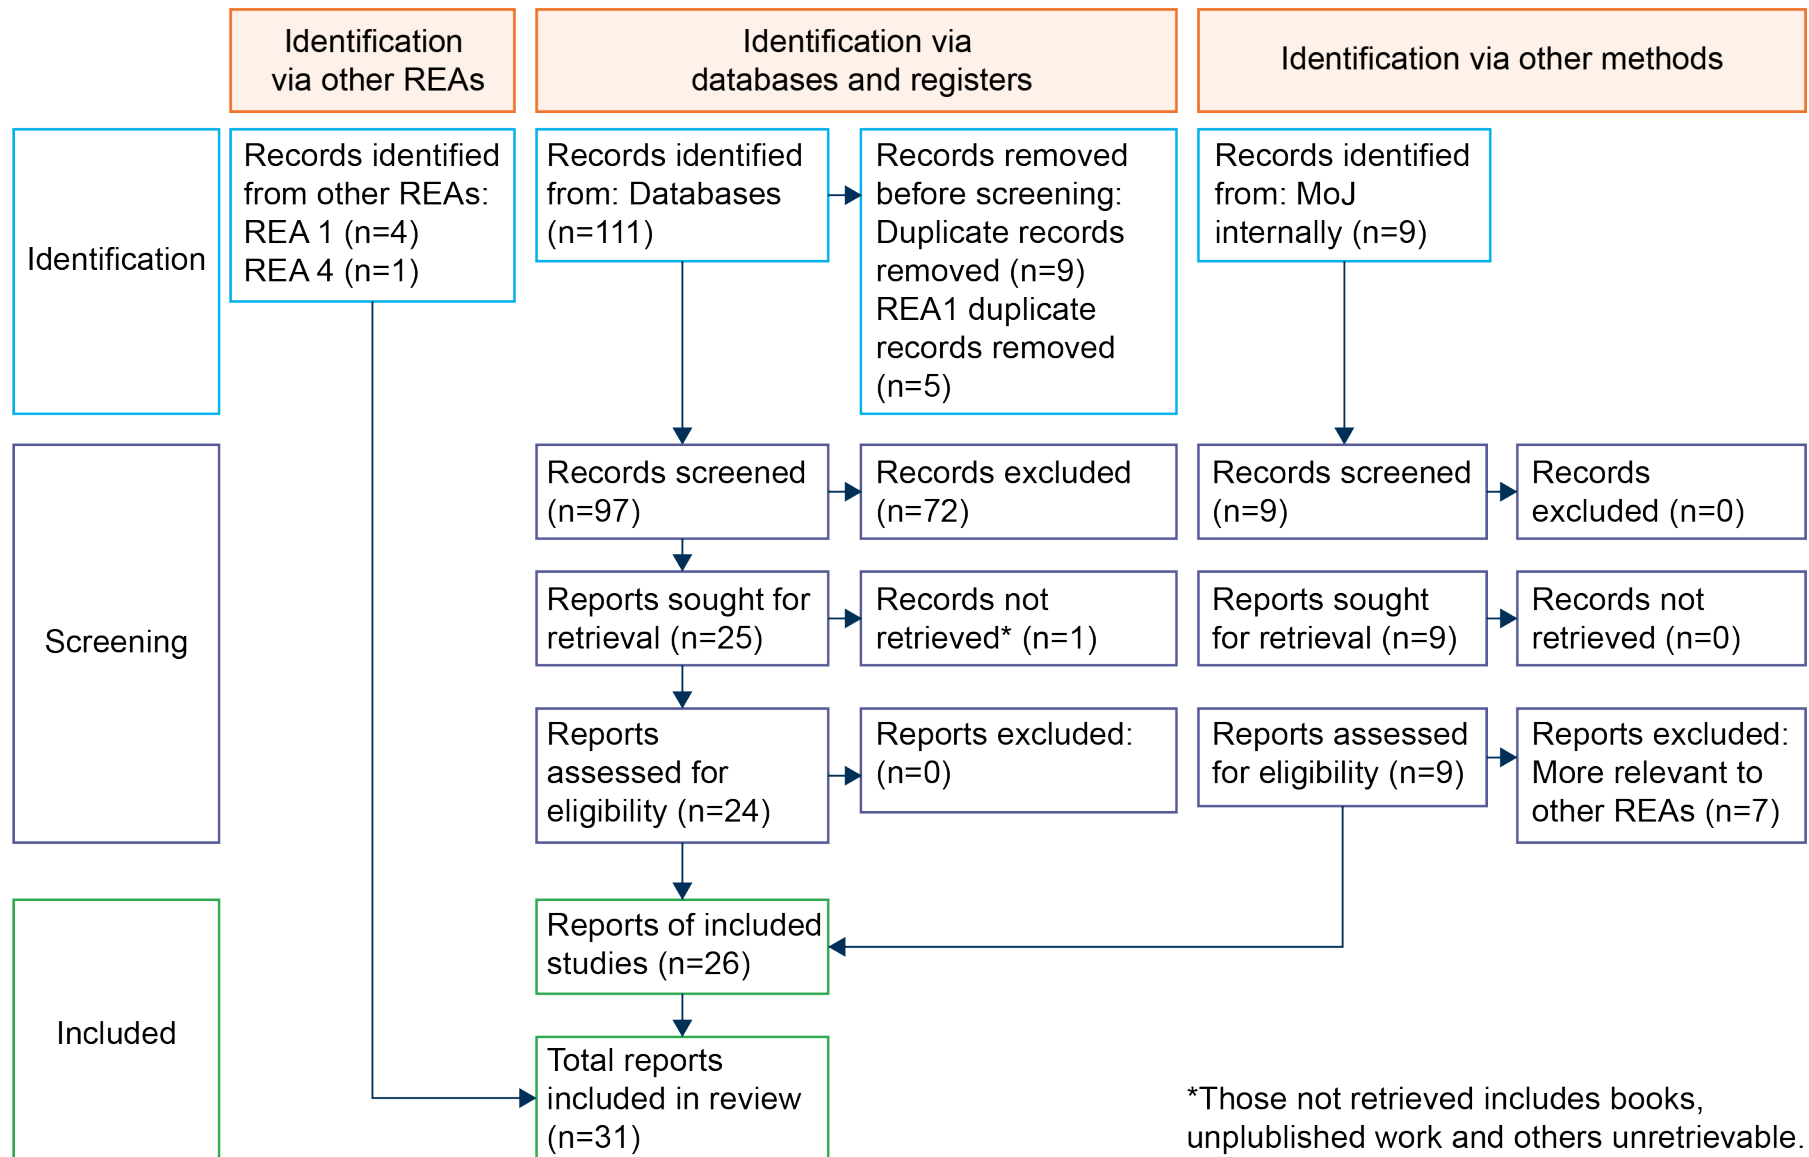 Identification
via other REAs
Identification via
databases and registers
Identification via other methods
Identification
Records identified
from other REAs:
REA 1 (n=4)
REA 4 (n=1)
Records identified
from: Databases
(n=111)
Records removed
before screening:
Duplicate records
removed (n=9)
REA1 duplicate
records removed
(n=5)
Records identified
from: MoJ
internally (n=9)
Screening
Records screened
(n=97)
Records excluded
(n=72)
Records screened
(n=9)
Records
excluded (n=0)
Reports sought for
retrieval (n=25)
Records not
retrieved* (n=1)
Reports sought
for retrieval (n=9)
Records not
retrieved (n=0)
Reports
assessed for
eligibility (n=24)
Reports excluded:
(n=0)
Reports assessed
for eligibility (n=9)
Reports excluded:
More relevant to
other REAs (n=7)
Included
Reports of included
studies (n=26)
Total reports
included in review
(n=31)
*Those not retrieved includes books,
unplublished work and others unretrievable.